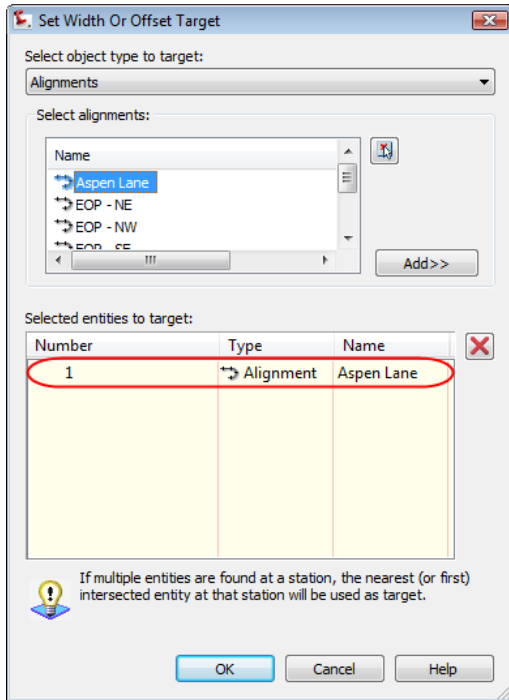 Set Width Or Offset Target
Select object type to target:
Alignments
Select alignments:
Name
Aspen Lane
EOP - NE
EOP - NW
EOP - SE
Add>>
Selected entities to target:
Number Type Name
1 Alignment Aspen Lane
If multiple entities are found at a station, the nearest (or first)
intersected entity at that station will be used as target.
OK Cancel Help